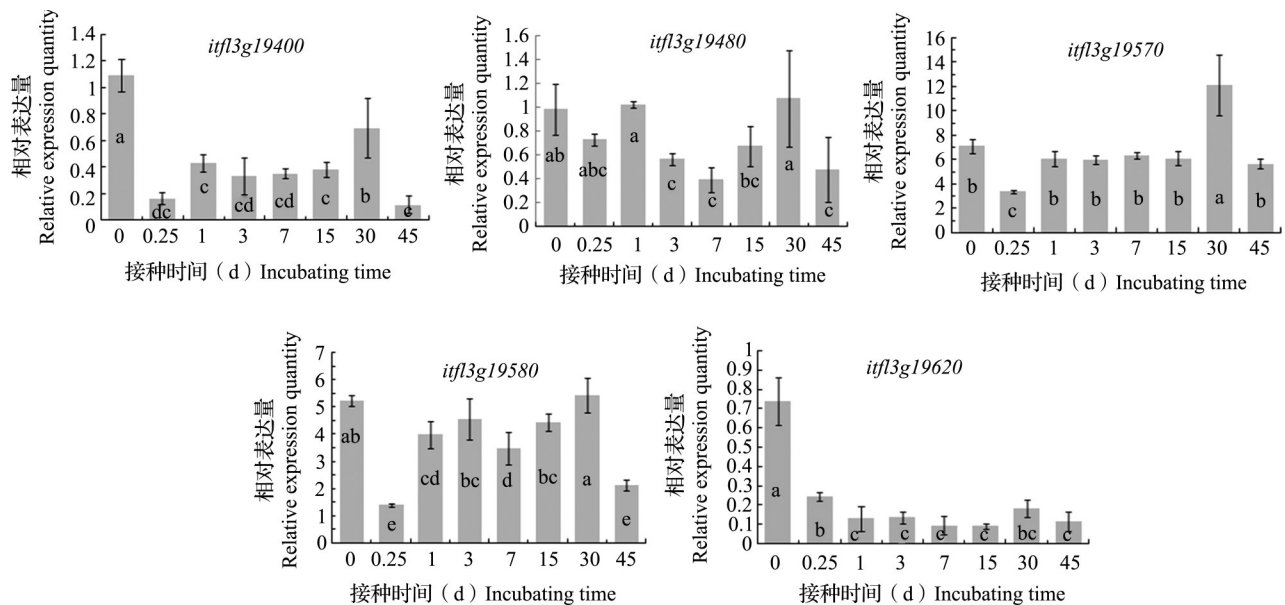 itfl3g19400
相对表达量
Relative expression quantity
1.4
1.2
1
0.8
0.6
0.4
0.2
0
a
dc
c
cd
cd
c
b
c
0 0.25 1 3 7 15 30 45
接种时间（d）Incubating time
itfl3g19480
相对表达量
Relative expression quantity
1.6
1.4
1.2
1
0.8
0.6
0.4
0.2
0
ab
abc
a
c
c
bc
a
c
0 0.25 1 3 7 15 30 45
接种时间（d）Incubating time
itfl3g19570
相对表达量
Relative expression quantity
16
14
12
10
8
6
4
2
0
b
c
b
b
b
b
a
b
0 0.25 1 3 7 15 30 45
接种时间（d）Incubating time
itfl3g19580
相对表达量
Relative expression quantity
7
6
5
4
3
2
1
0
ab
e
cd
bc
d
bc
a
e
0 0.25 1 3 7 15 30 45
接种时间（d）Incubating time
itfl3g19620
相对表达量
Relative expression quantity
1
0.9
0.8
0.7
0.6
0.5
0.4
0.3
0.2
0.1
0
a
b
c
c
c
c
bc
c
0 0.25 1 3 7 15 30 45
接种时间（d）Incubating time